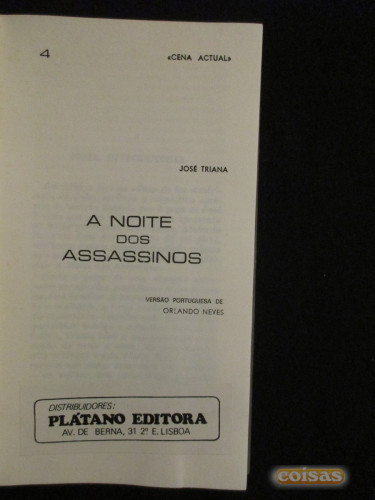 4
«CENA ACTUAL»
JOSÉ TRIANA
A NOITE
DOS
ASSASSINOS
VERSÃO PORTUGUESA DE
ORLANDO NEVES
DISTRIBUIDORES:
PLÁTANO EDITORA
AV. DE BERNA, 31 2º E. LISBOA
coisas